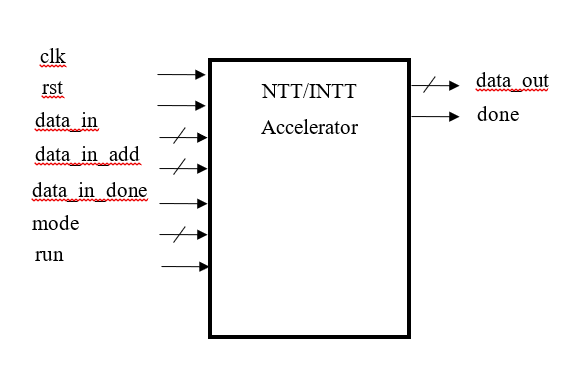 clk
rst
data_in
data_in_add
data_in_done
mode
run
NTT/INTT
Accelerator
data_out
done